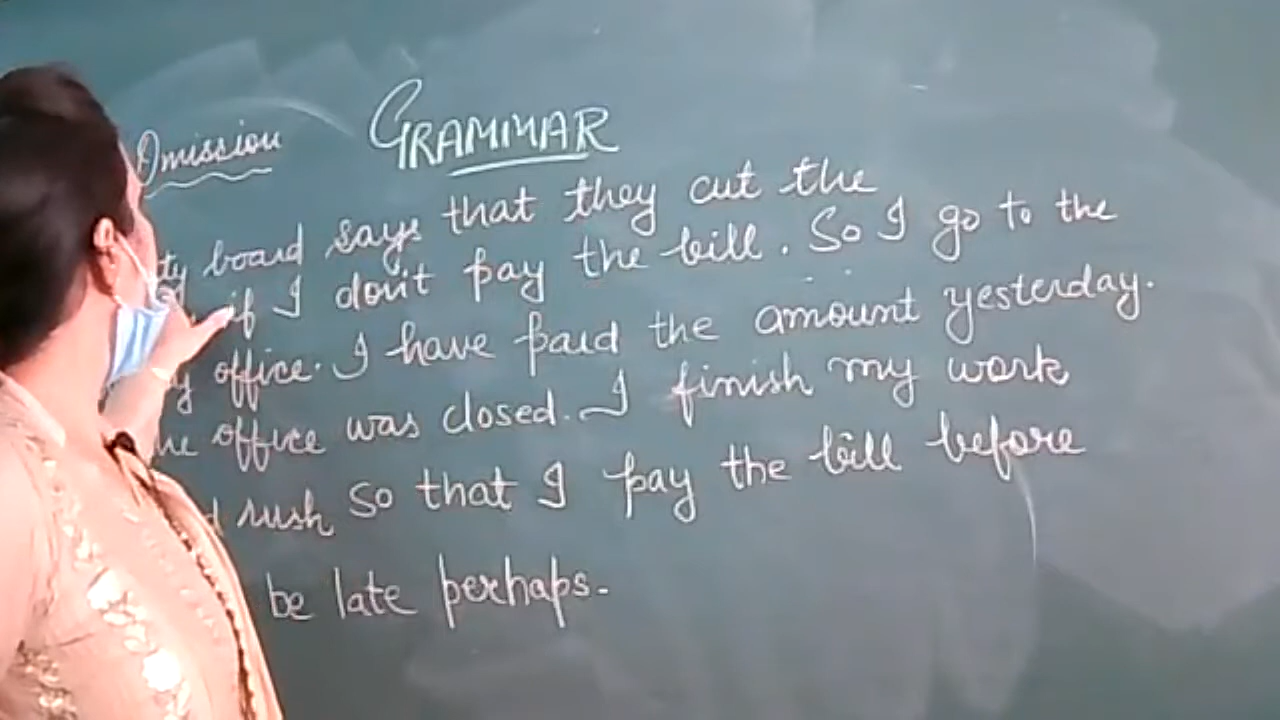 Omission GRAMMAR
board says that they cut the
if I don't pay the bill. So I go to the
office. I have paid the amount yesterday.
office was closed. I finish my work
rush so that I pay the bill before
be late perhaps.